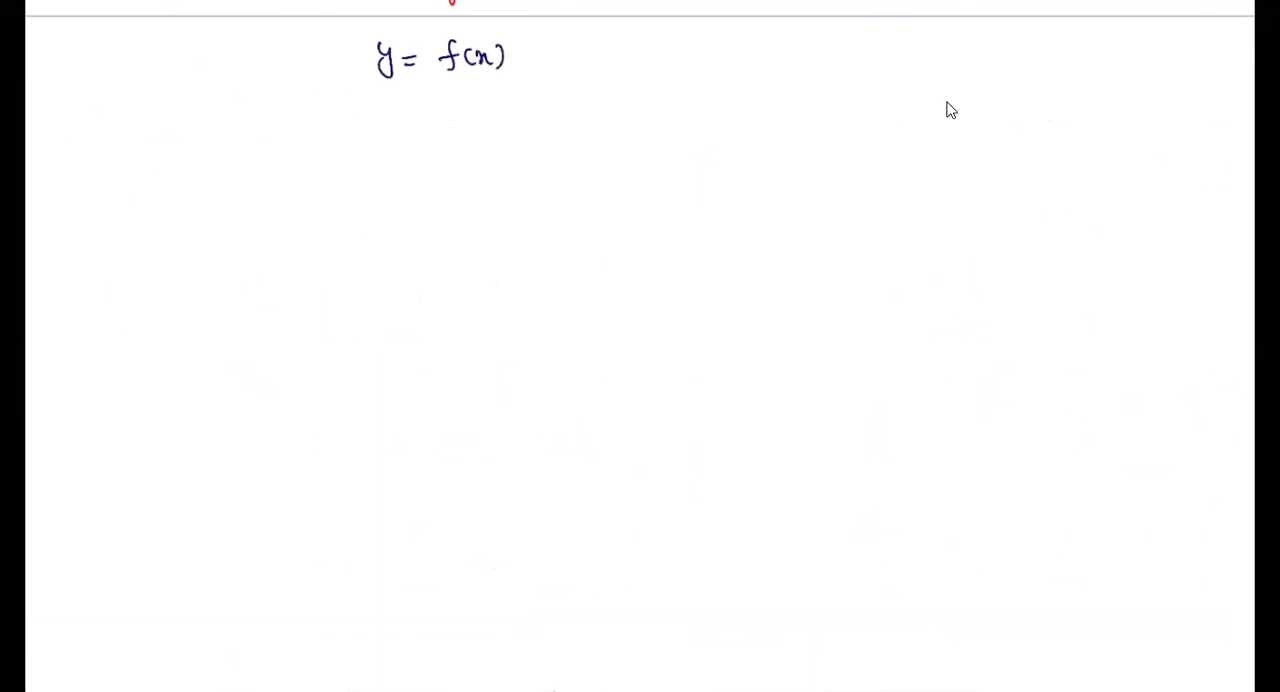 y = f(x)